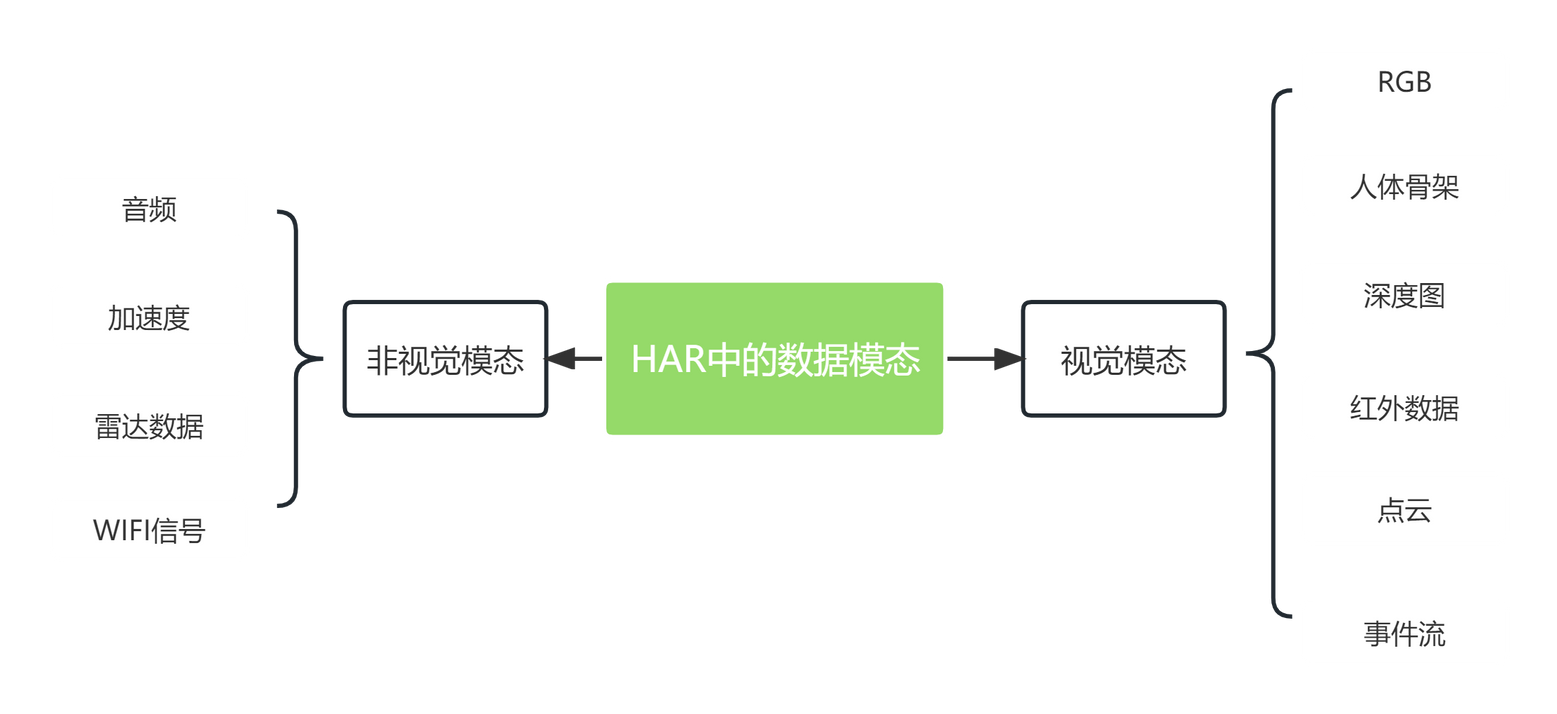 音频
加速度
雷达数据
WIFI信号
非视觉模态
HAR中的数据模态
视觉模态
RGB
人体骨架
深度图
红外数据
点云
事件流